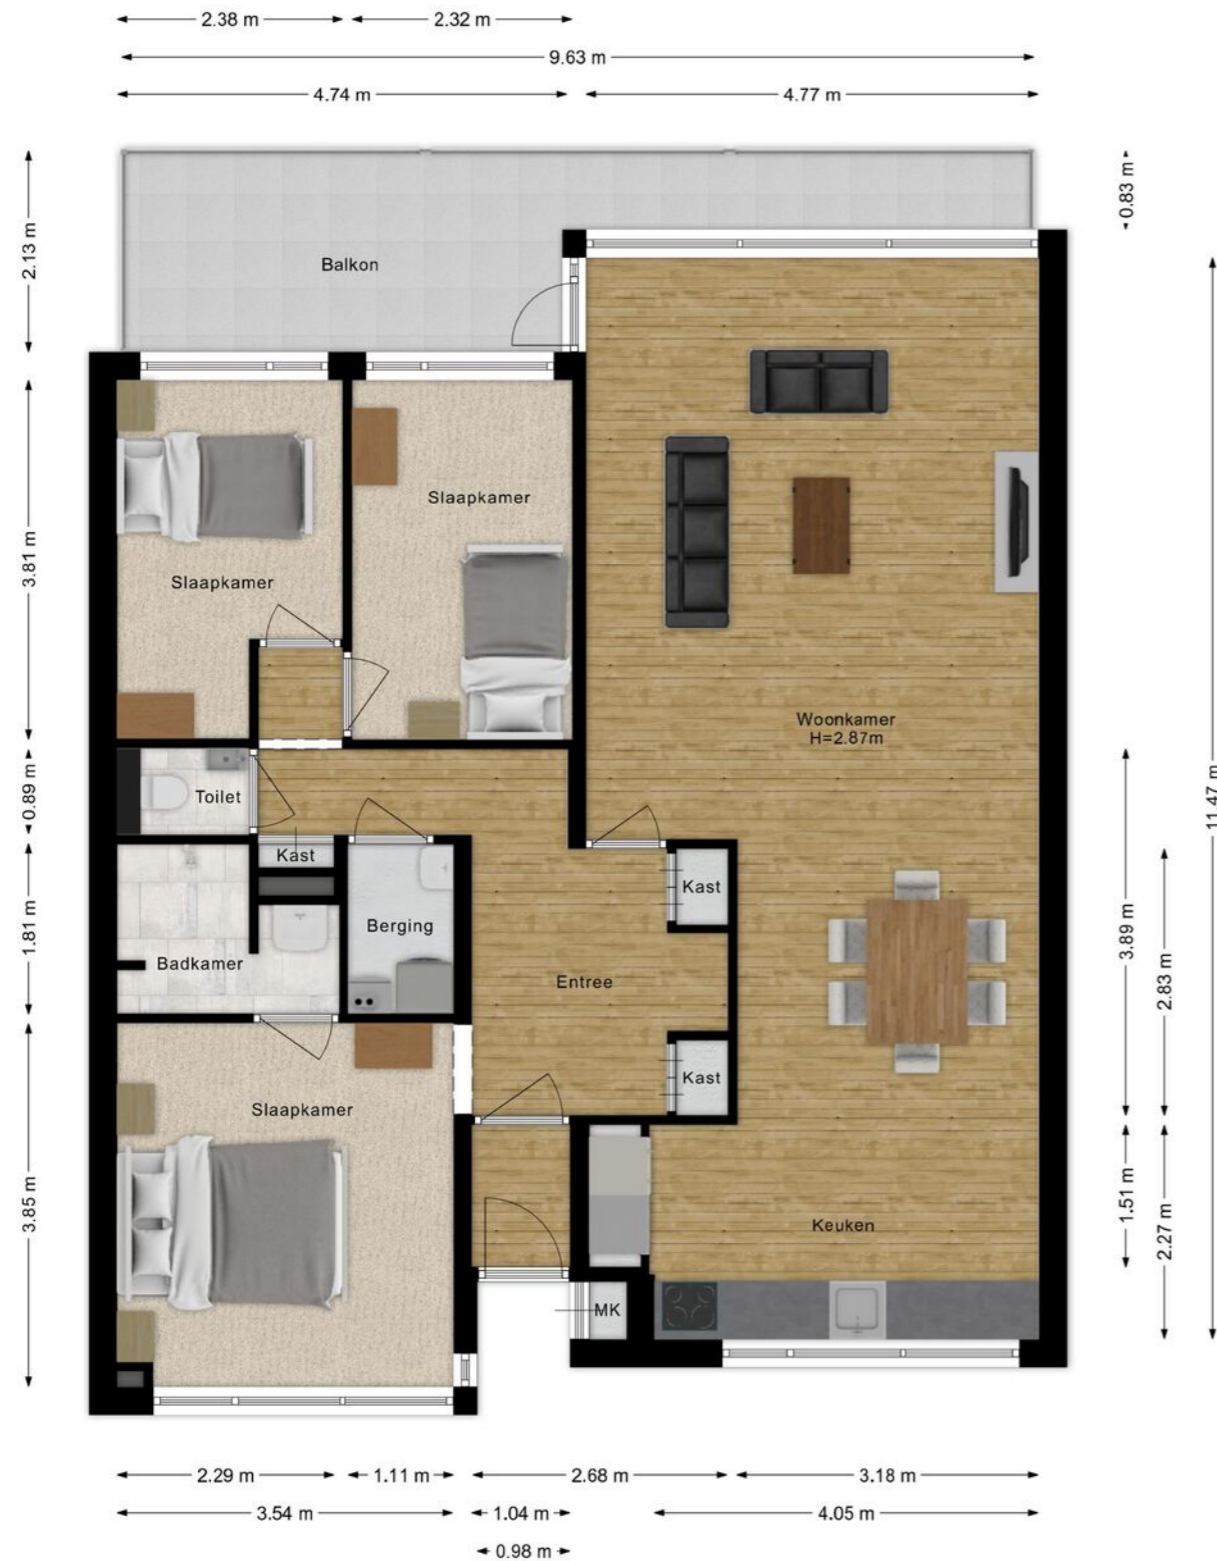 2.38 m
2.32 m
9.63 m
4.74 m
4.77 m
2.13 m
0.83 m
Balkon
Slaapkamer
Slaapkamer
3.81 m
Woonkamer
H=2.87m
11.47 m
0.89 m
Toilet
Kast
Kast
1.81 m
Berging
Badkamer
Entree
3.89 m
2.83 m
Kast
Slaapkamer
3.85 m
Keuken
1.51 m
2.27 m
MK
2.29 m
1.11 m
2.68 m
3.18 m
3.54 m
1.04 m
4.05 m
0.98 m